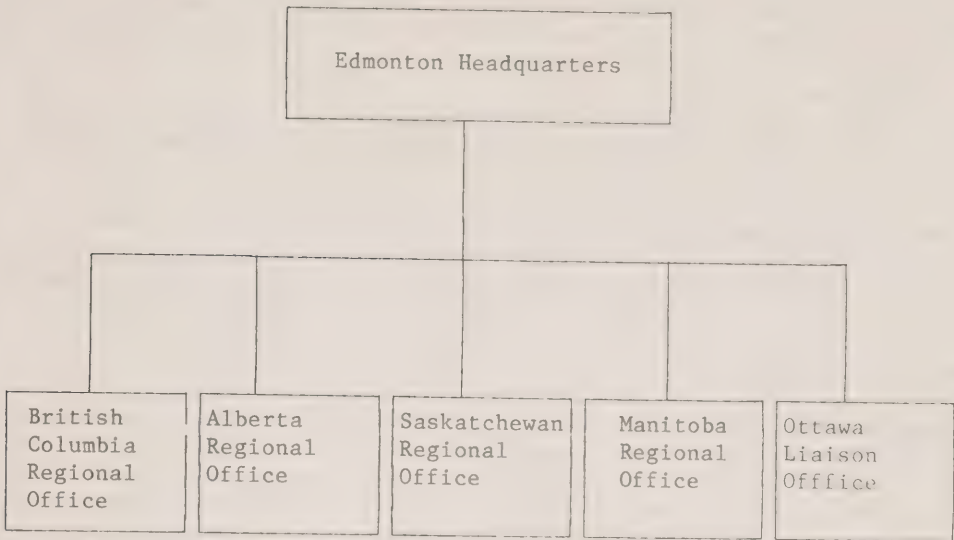 Edmonton Headquarters
British
Columbia
Regional
Office
Alberta
Regional
Office
Saskatchewan
Regional
Office
Manitoba
Regional
Office
Ottawa
Liaison
Offfice